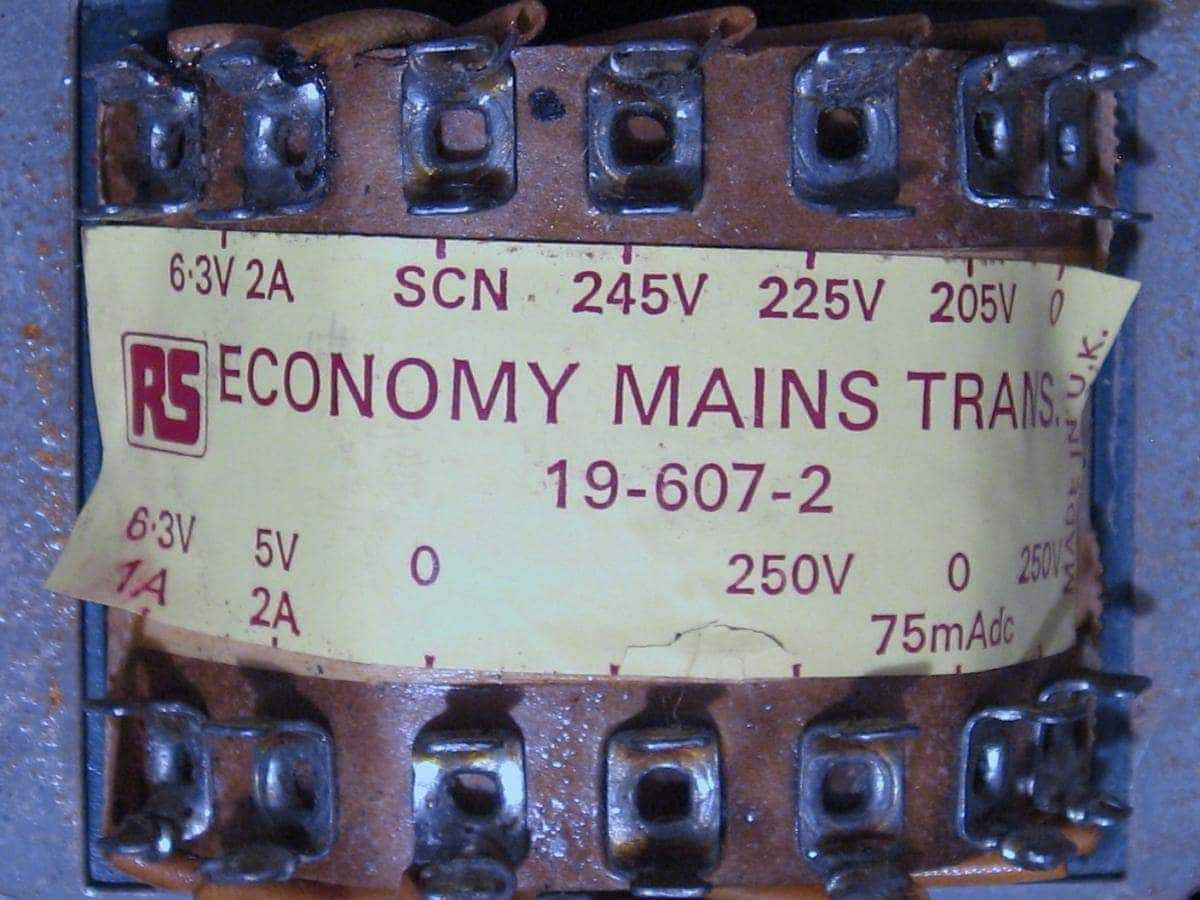 6·3V 2A SCN 245V 225V 205V 0
RS ECONOMY MAINS TRANS.
19-607-2
MADE IN U.K.
6·3V 5V 0 250V 0 250V
1A 2A 75mAdc